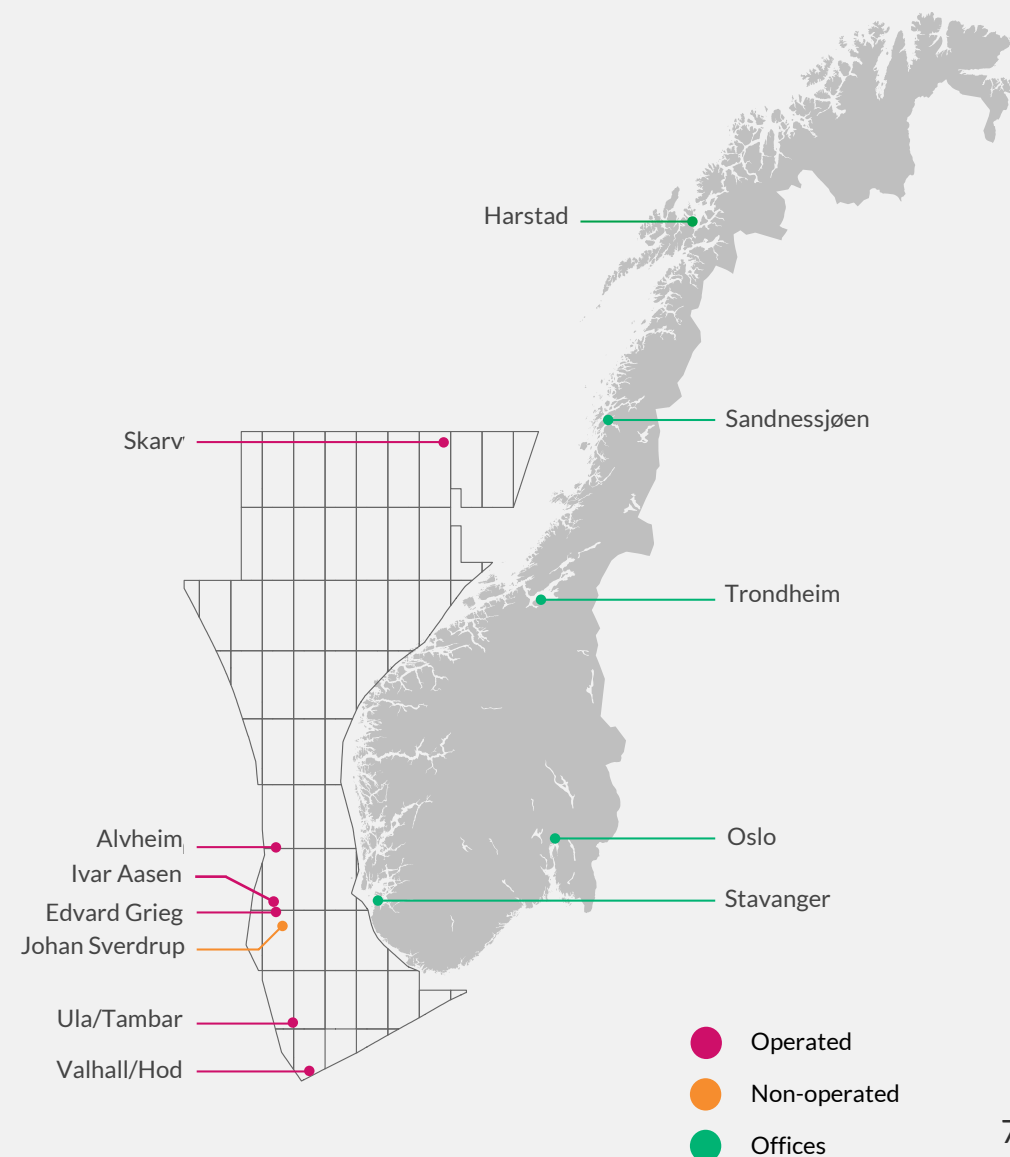 Harstad
Sandnessjøen
Skarv
Trondheim
Alvheim
Oslo
Ivar Aasen
Stavanger
Edvard Grieg
Johan Sverdrup
Ula/Tambar
Valhall/Hod
Operated
Non-operated
Offices
7